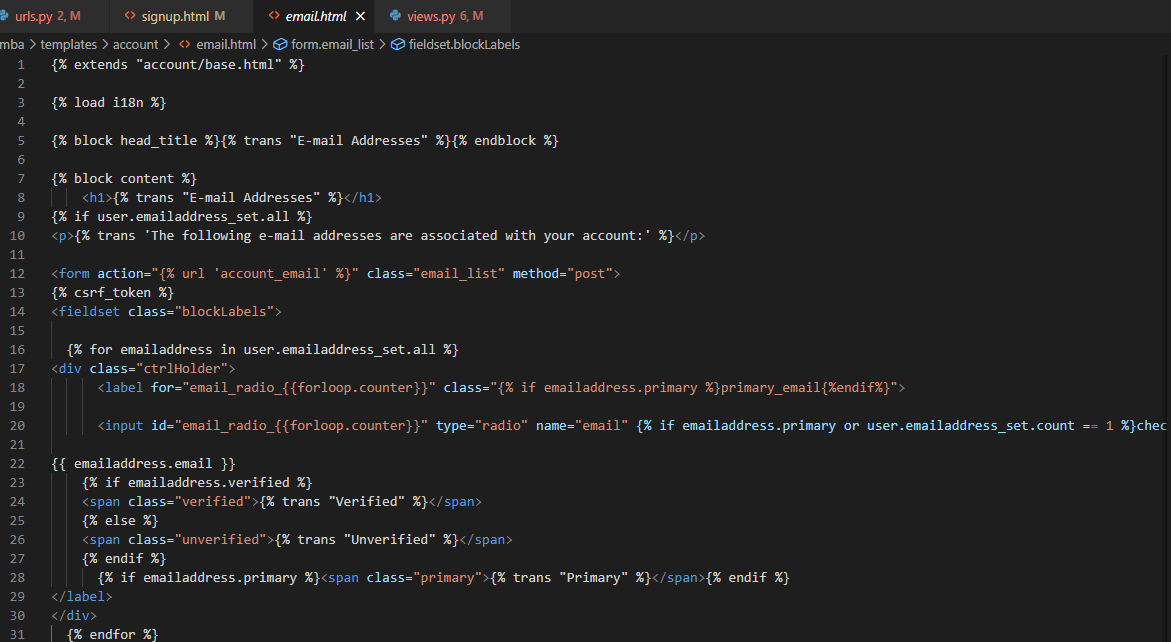 urls.py 2, M signup.html M email.html views.py 6, M
mba > templates > account > email.html > form.email_list > fieldset.blockLabels
1 {% extends "account/base.html" %}
2
3 {% load i18n %}
4
5 {% block head_title %}{% trans "E-mail Addresses" %}{% endblock %}
6
7 {% block content %}
8 <h1>{% trans "E-mail Addresses" %}</h1>
9 {% if user.emailaddress_set.all %}
10 <p>{% trans 'The following e-mail addresses are associated with your account:' %}</p>
11
12 <form action="{% url 'account_email' %}" class="email_list" method="post">
13 {% csrf_token %}
14 <fieldset class="blockLabels">
15
16 {% for emailaddress in user.emailaddress_set.all %}
17 <div class="ctrlHolder">
18 <label for="email_radio_{{forloop.counter}}" class="{% if emailaddress.primary %}primary_email{%endif%}">
19
20 <input id="email_radio_{{forloop.counter}}" type="radio" name="email" {% if emailaddress.primary or user.emailaddress_set.count == 1 %}chec
21
22 {{ emailaddress.email }}
23 {% if emailaddress.verified %}
24 <span class="verified">{% trans "Verified" %}</span>
25 {% else %}
26 <span class="unverified">{% trans "Unverified" %}</span>
27 {% endif %}
28 {% if emailaddress.primary %}<span class="primary">{% trans "Primary" %}</span>{% endif %}
29 </label>
30 </div>
31 {% endfor %}